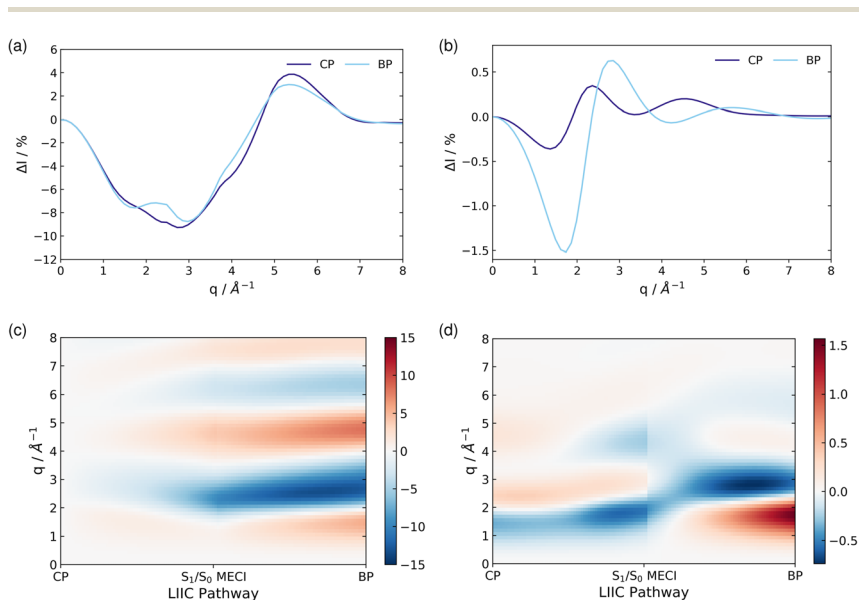 (a)
6
4
2
0
−2
−4
−6
−8
−10
−12
ΔI / %
CP
BP
0 1 2 3 4 5 6 7 8
q / Å⁻¹
(b)
0.5
0.0
−0.5
−1.0
−1.5
ΔI / %
CP
BP
0 1 2 3 4 5 6 7 8
q / Å⁻¹
(c)
8
7
6
5
4
3
2
1
0
q / Å⁻¹
CP S₁/S₀ MECI BP
LIIC Pathway
15
10
5
0
−5
−10
−15
(d)
8
7
6
5
4
3
2
1
0
q / Å⁻¹
CP S₁/S₀ MECI BP
LIIC Pathway
1.5
1.0
0.5
0.0
−0.5